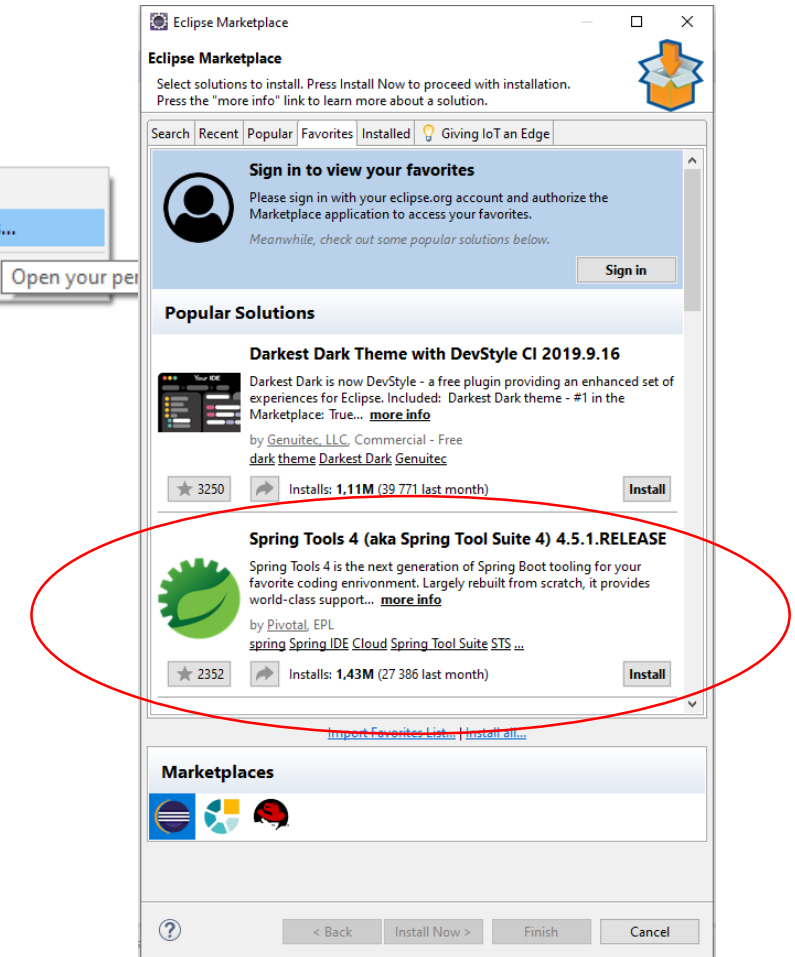 Eclipse Marketplace
Eclipse Marketplace
Select solutions to install. Press Install Now to proceed with installation.
Press the "more info" link to learn more about a solution.
Search Recent Popular Favorites Installed Giving IoT an Edge
Sign in to view your favorites
Please sign in with your eclipse.org account and authorize the
Marketplace application to access your favorites.
Meanwhile, check out some popular solutions below.
...
Open your per
Sign in
Popular Solutions
Darkest Dark Theme with DevStyle CI 2019.9.16
Your IDE
Darkest Dark is now DevStyle - a free plugin providing an enhanced set of
experiences for Eclipse. Included: Darkest Dark theme - #1 in the
Marketplace: True... more info
by Genuitec, LLC, Commercial - Free
dark theme Darkest Dark Genuitec
3250 Installs: 1,11M (39 771 last month) Install
Spring Tools 4 (aka Spring Tool Suite 4) 4.5.1.RELEASE
Spring Tools 4 is the next generation of Spring Boot tooling for your
favorite coding enrivonment. Largely rebuilt from scratch, it provides
world-class support... more info
by Pivotal, EPL
spring Spring IDE Cloud Spring Tool Suite STS ...
2352 Installs: 1,43M (27 386 last month) Install
Import Favorites List... | Install all...
Marketplaces
? < Back Install Now > Finish Cancel